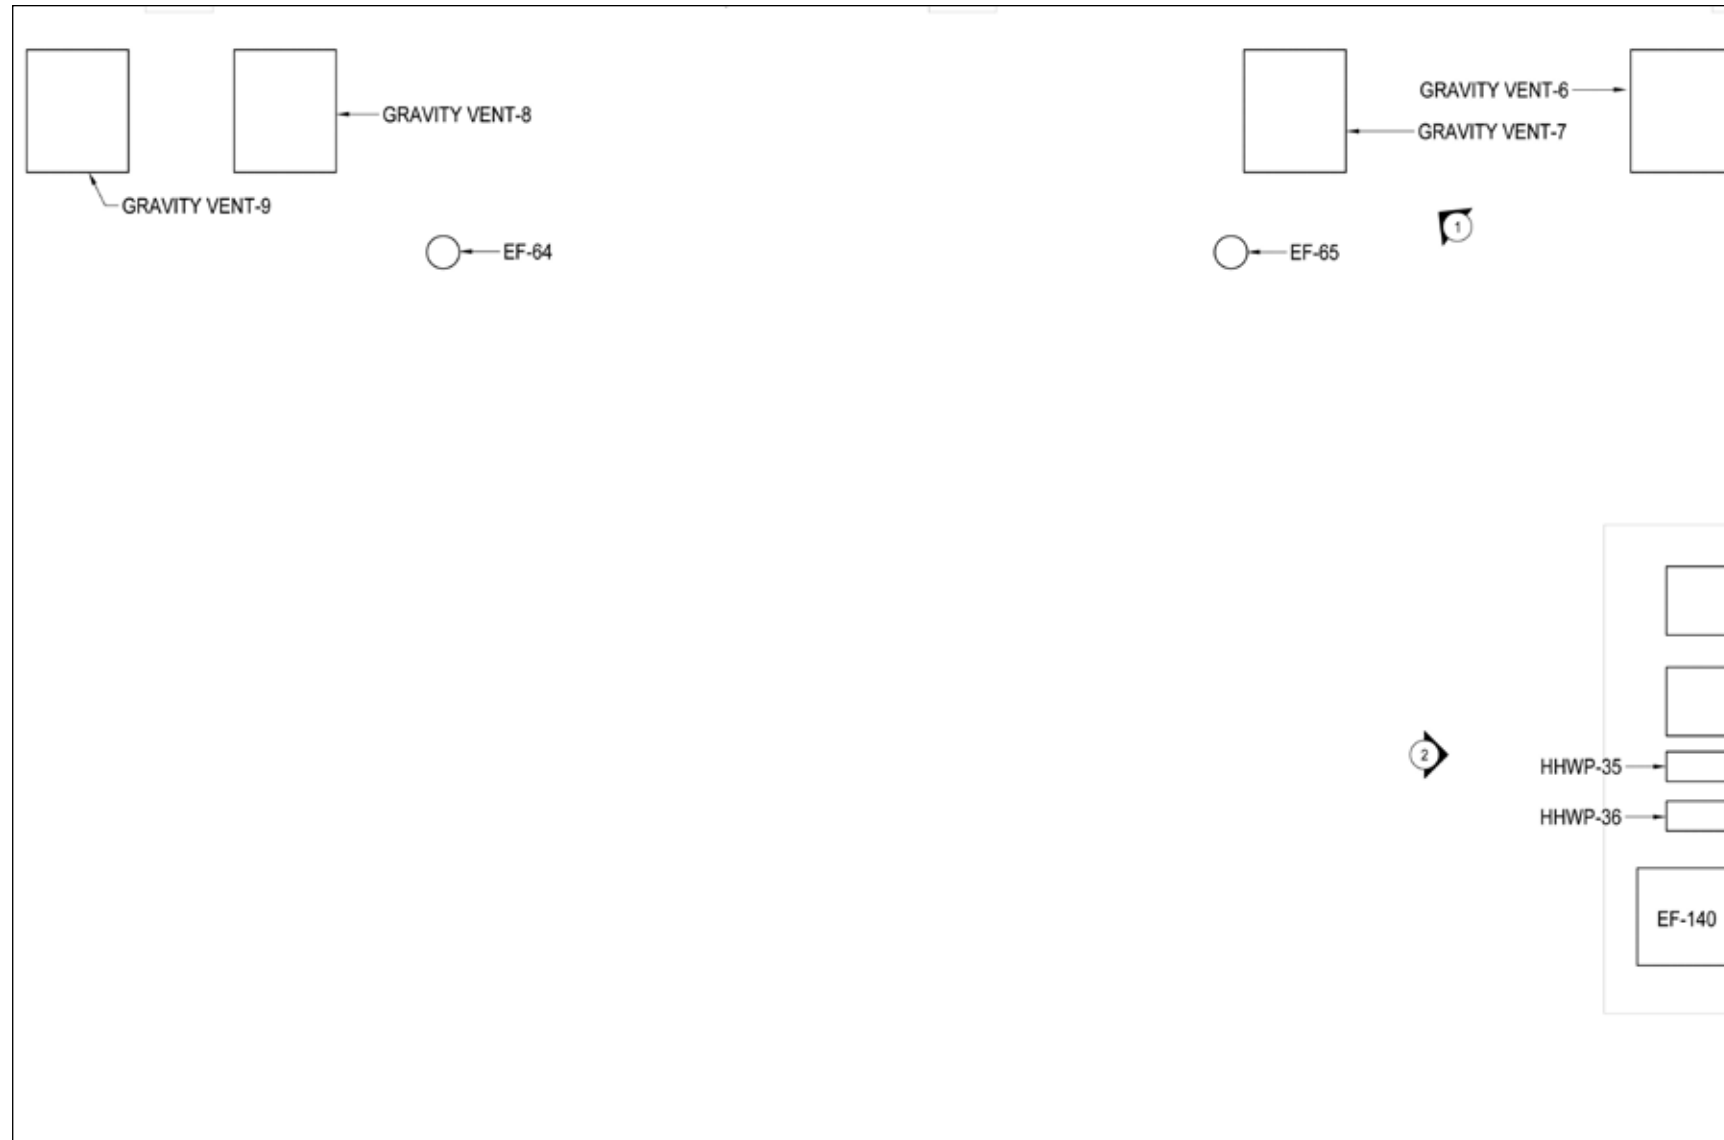 GRAVITY VENT-6
GRAVITY VENT-8
GRAVITY VENT-7
GRAVITY VENT-9
1
EF-64
EF-65
2
HHWP-35
HHWP-36
EF-140